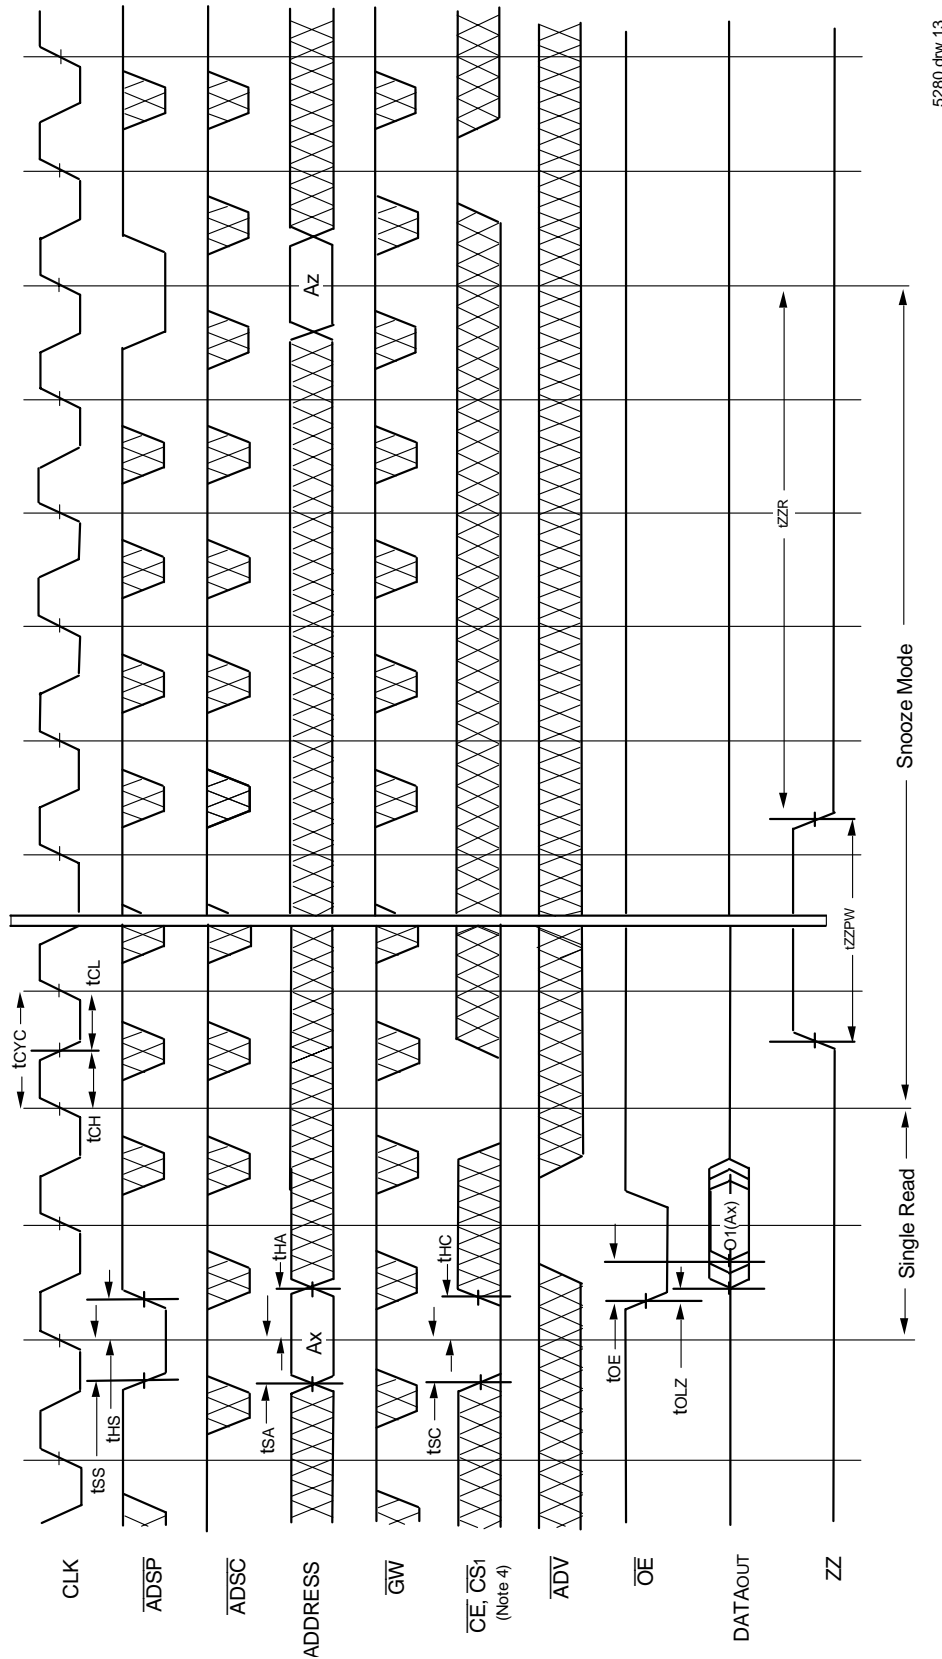 CLK
ADSP
ADSC
ADDRESS
GW
CE, CS1
(Note 4)
ADV
OE
DATAOUT
ZZ
tCYC
tCH
tCL
tSS
tHS
tSA
tHA
Ax
Az
tSC
tHC
tOE
tOLZ
O1(Ax)
tZZPW
tZZR
Single Read
Snooze Mode
5280 drw 13